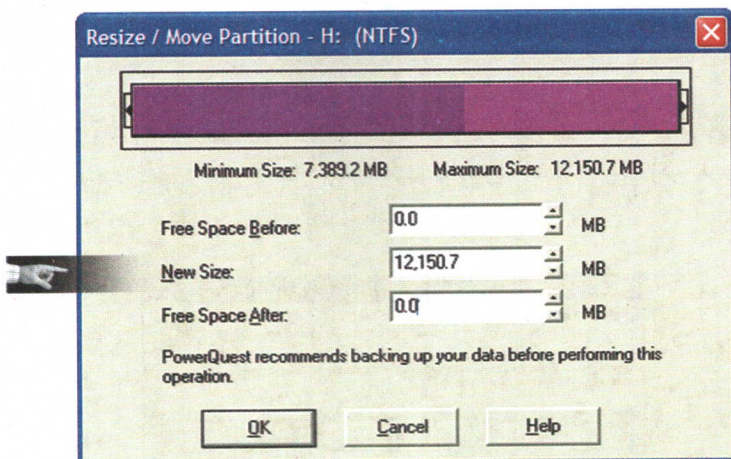 Resize / Move Partition - H: (NTFS)
Minimum Size: 7,389.2 MB Maximum Size: 12,150.7 MB
Free Space Before: 0.0 MB
New Size: 12,150.7 MB
Free Space After: 0.0 MB
PowerQuest recommends backing up your data before performing this
operation.
OK Cancel Help